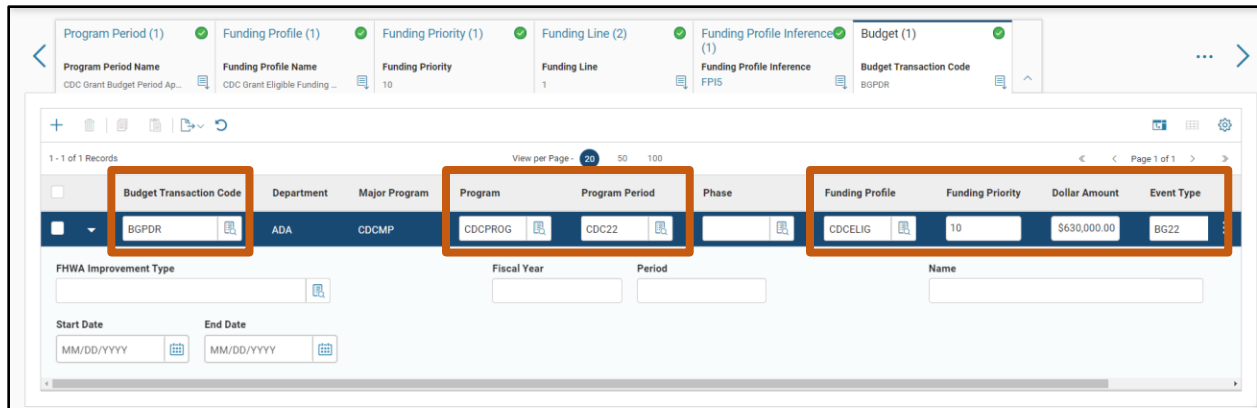 Program Period (1) Funding Profile (1) Funding Priority (1) Funding Line (2) Funding Profile Inference Budget (1)
(1)
Program Period Name Funding Profile Name Funding Priority Funding Line Funding Profile Inference Budget Transaction Code
CDC Grant Budget Period Ap... CDC Grant Eligible Funding ... 10 1 FPI5 BGPDR
1 - 1 of 1 Records View per Page - 20 50 100 Page 1 of 1
Budget Transaction Code Department Major Program Program Program Period Phase Funding Profile Funding Priority Dollar Amount Event Type
BGPDR ADA CDCMP CDCPROG CDC22 CDCELIG 10 $630,000.00 BG22
FHWA Improvement Type Fiscal Year Period Name
Start Date End Date
MM/DD/YYYY MM/DD/YYYY